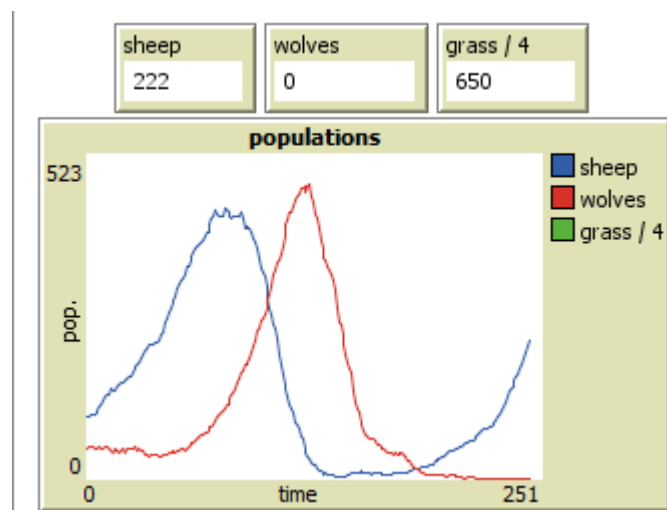 sheep
222
wolves
0
grass / 4
650
populations
523
pop.
0
0
time
251
sheep
wolves
grass / 4